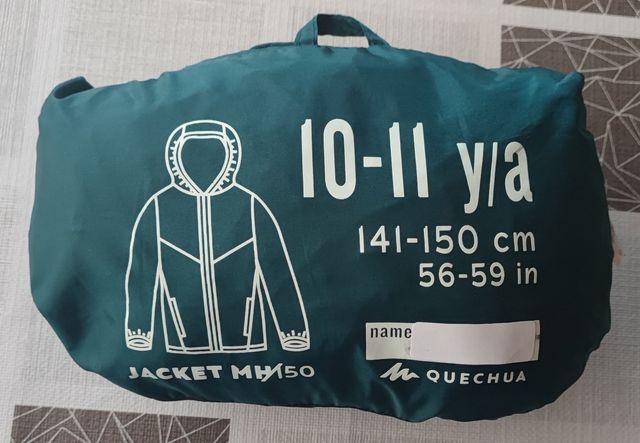 10-11 y/a
141-150 cm
56-59 in
name
JACKET MH150
QUECHUA